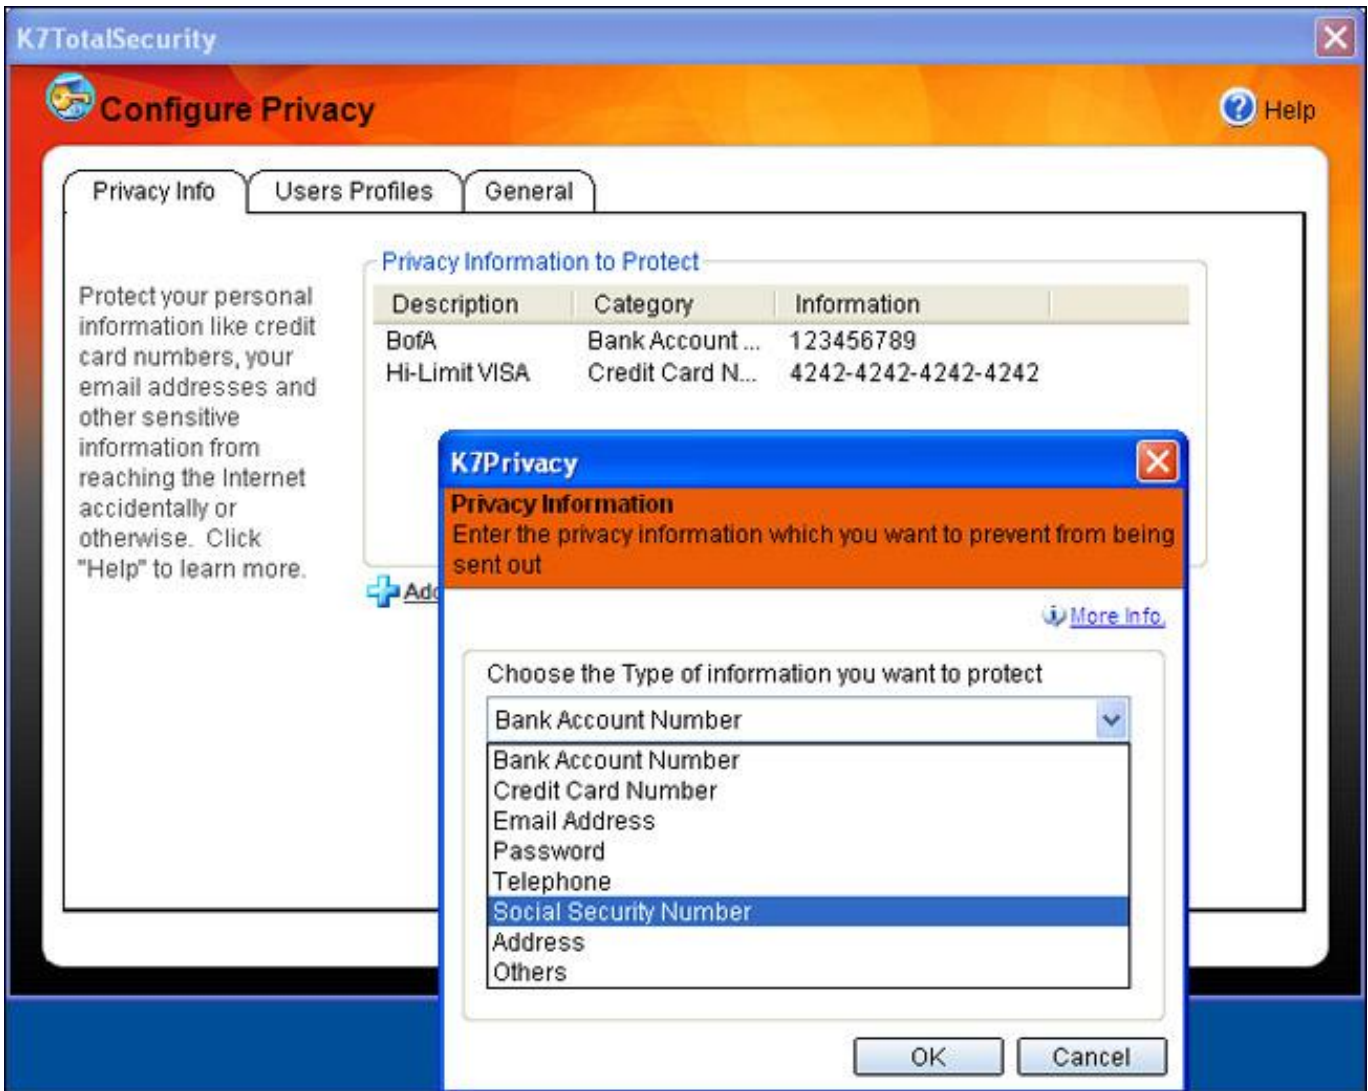 K7TotalSecurity
Configure Privacy
Help
Privacy Info Users Profiles General
Protect your personal
information like credit
card numbers, your
email addresses and
other sensitive
information from
reaching the Internet
accidentally or
otherwise. Click
"Help" to learn more.
Privacy Information to Protect
Description Category Information
BofA Bank Account ... 123456789
Hi-Limit VISA Credit Card N... 4242-4242-4242-4242
K7Privacy
Privacy Information
Enter the privacy information which you want to prevent from being
sent out
More Info.
Choose the Type of information you want to protect
Bank Account Number
Bank Account Number
Credit Card Number
Email Address
Password
Telephone
Social Security Number
Address
Others
OK Cancel